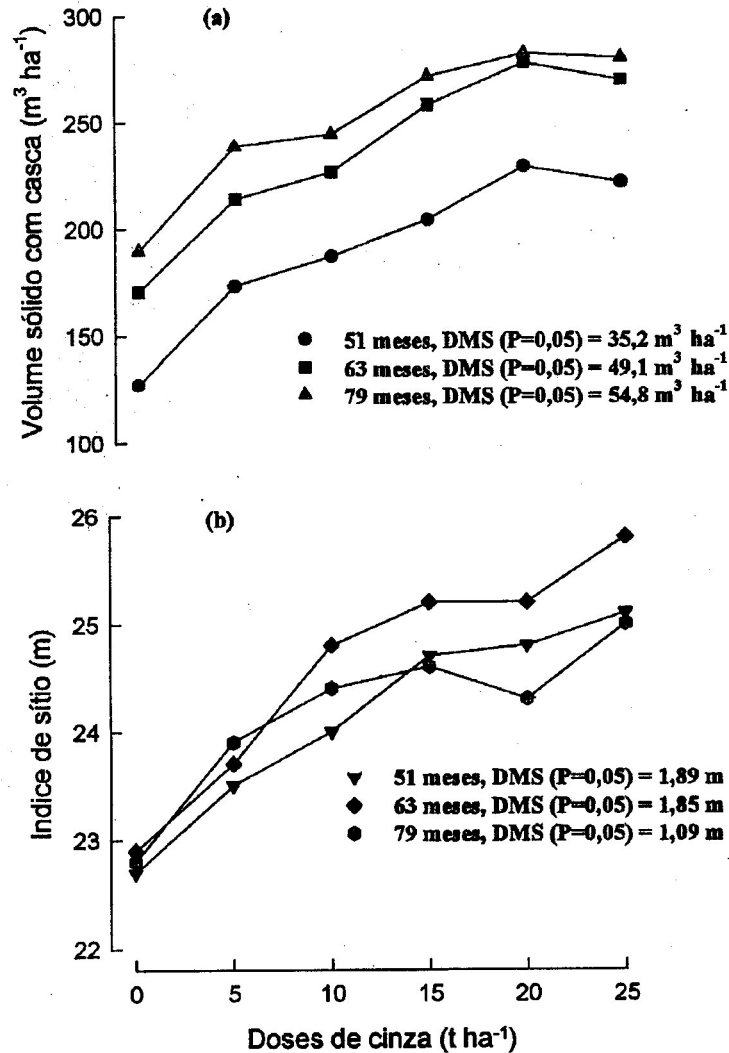 (a)
Volume sólido com casca (m³ ha⁻¹)
300
250
200
150
100
51 meses, DMS (P=0,05) = 35,2 m³ ha⁻¹
63 meses, DMS (P=0,05) = 49,1 m³ ha⁻¹
79 meses, DMS (P=0,05) = 54,8 m³ ha⁻¹
(b)
Indice de sítio (m)
26
25
24
23
22
51 meses, DMS (P=0,05) = 1,89 m
63 meses, DMS (P=0,05) = 1,85 m
79 meses, DMS (P=0,05) = 1,09 m
0 5 10 15 20 25
Doses de cinza (t ha⁻¹)